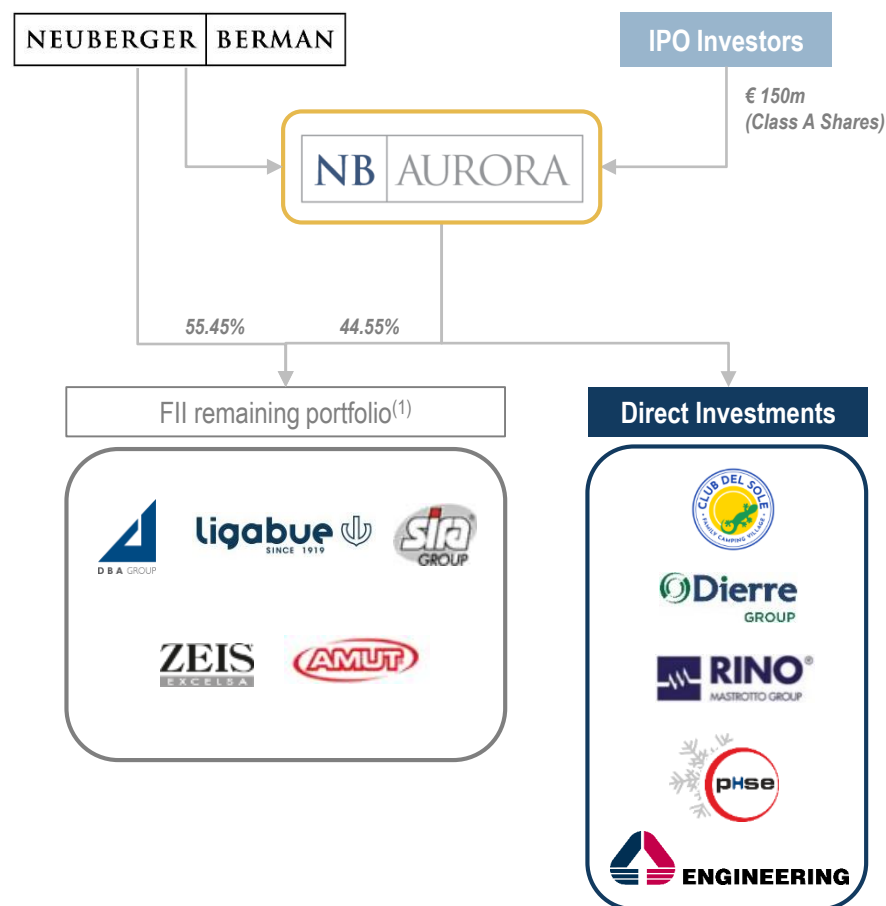 NEUBERGER BERMAN
IPO Investors
€ 150m
(Class A Shares)
NB AURORA
55.45%
44.55%
FII remaining portfolio(1)
Direct Investments
DBA GROUP
ligabue
SINCE 1919
sira
GROUP
ZEIS
EXCELSA
AMUT
CLUB DEL SOLE
FAMILY CAMPING VILLAGE
Dierre
GROUP
RINO®
MASTROTTO GROUP
pHse
ENGINEERING